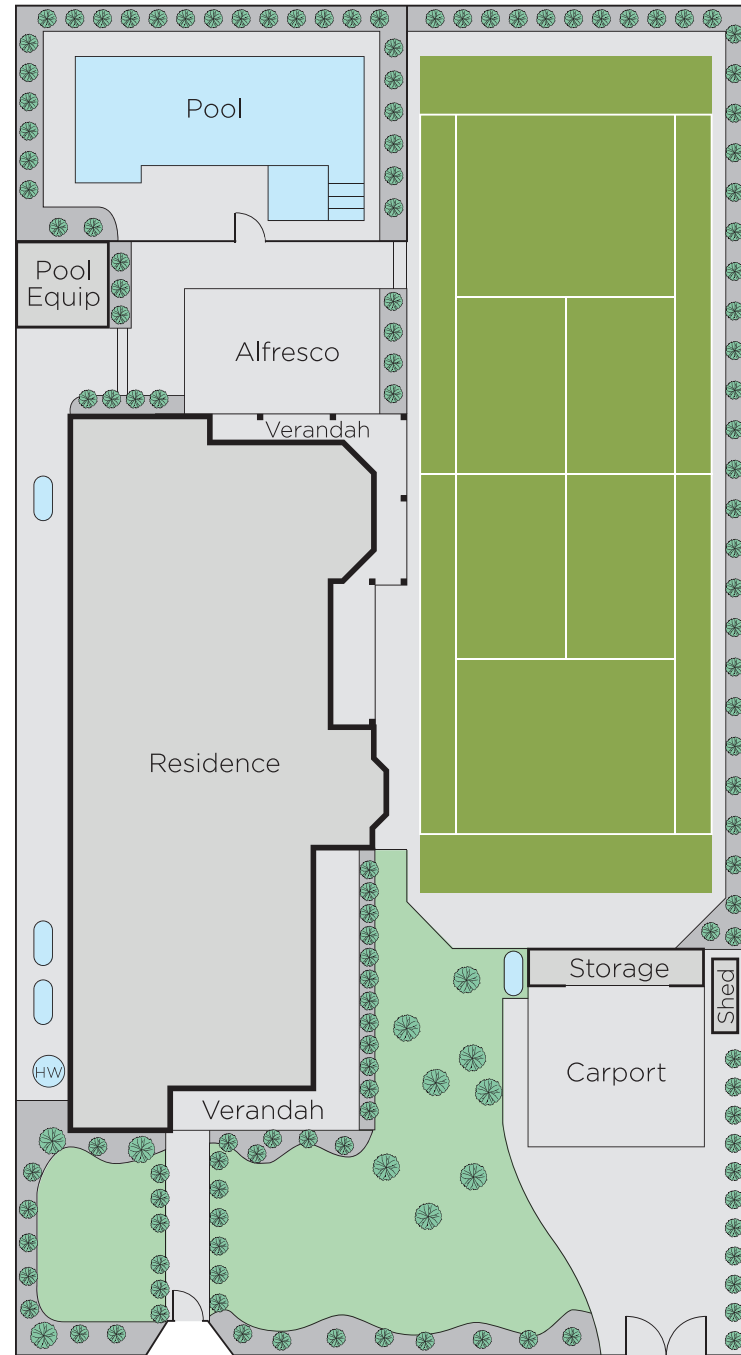 Pool
Pool
Equip
Alfresco
Verandah
Residence
Storage
Shed
Carport
HW
Verandah